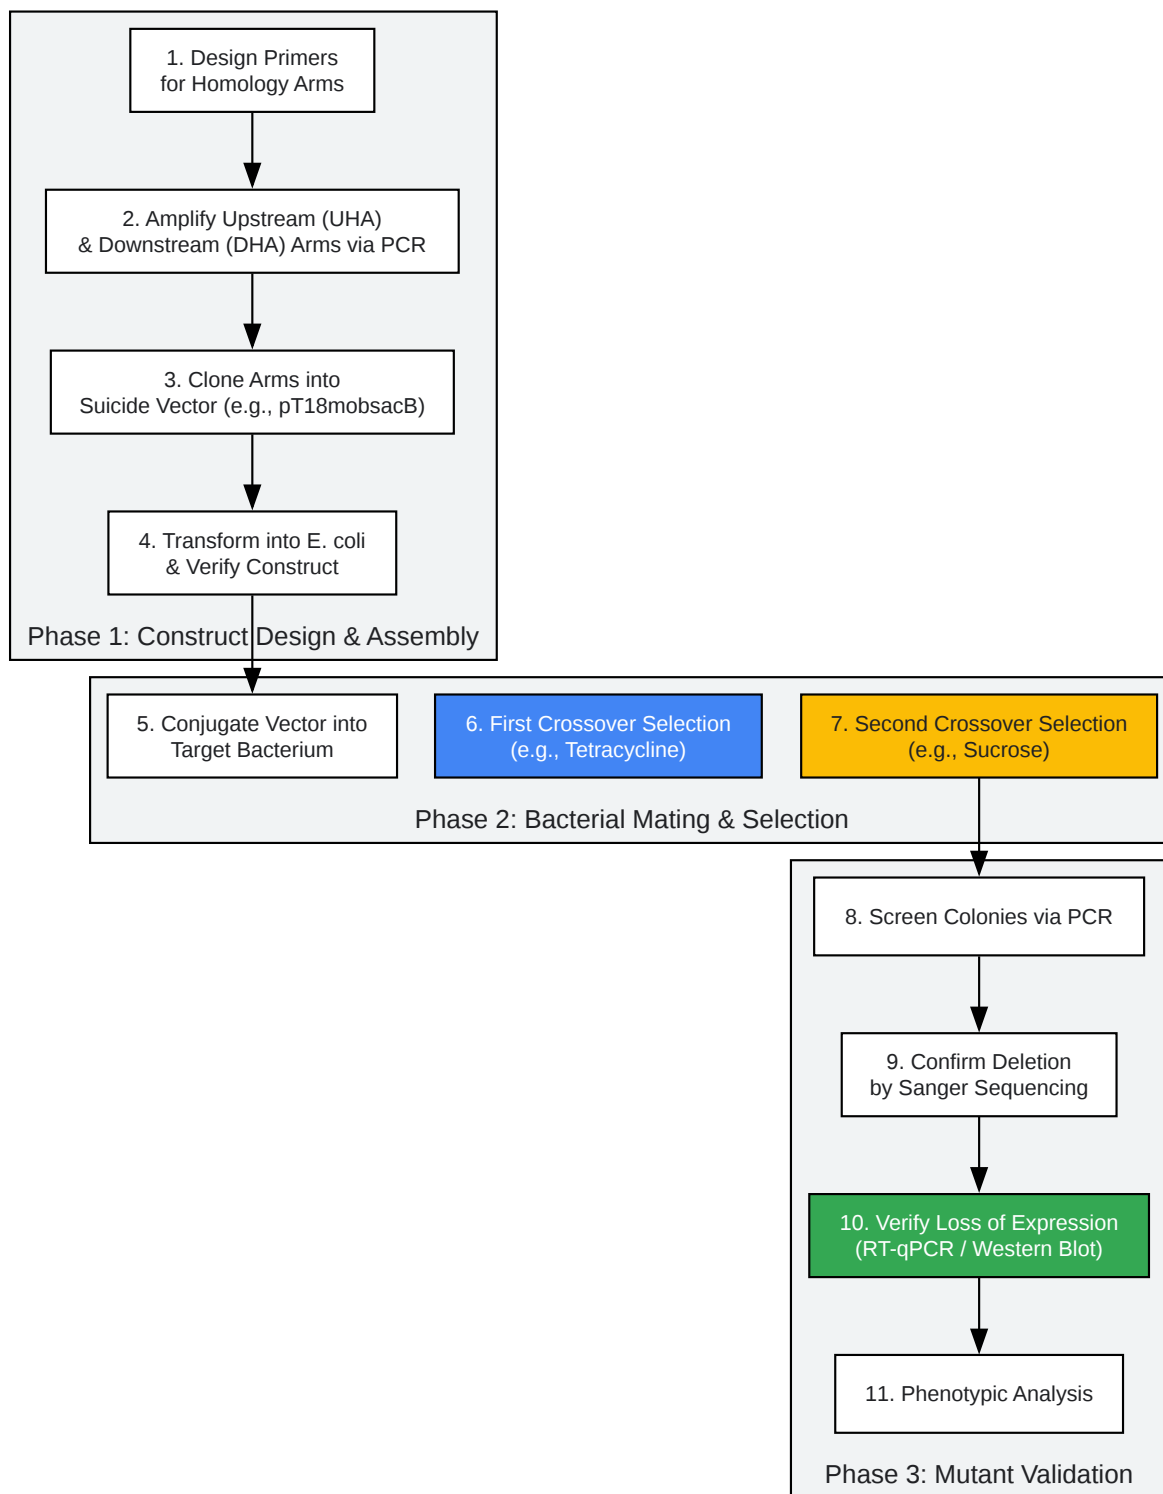 1. Design Primers
for Homology Arms
2. Amplify Upstream (UHA)
& Downstream (DHA) Arms via PCR
3. Clone Arms into
Suicide Vector (e.g., pT18mobsacB)
4. Transform into E. coli
& Verify Construct
Phase 1: Construct Design & Assembly
5. Conjugate Vector into
Target Bacterium
6. First Crossover Selection
(e.g., Tetracycline)
7. Second Crossover Selection
(e.g., Sucrose)
Phase 2: Bacterial Mating & Selection
8. Screen Colonies via PCR
9. Confirm Deletion
by Sanger Sequencing
10. Verify Loss of Expression
(RT-qPCR / Western Blot)
11. Phenotypic Analysis
Phase 3: Mutant Validation